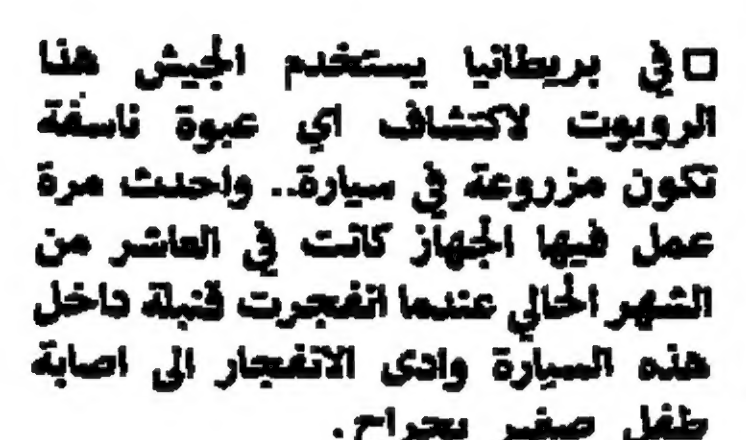 □ في بريطانيا يستخدم الجيش هذا
الروبوت لاكتشاف اي عبوة ناسفة
تكون مزروعة في سيارة.. واحدث مرة
عمل فيها الجهاز كانت في العاشر من
الشهر الحالي عندما انفجرت قنبلة داخل
هذه السيارة وادى الانفجار الى اصابة
طفل صغير بجراح.